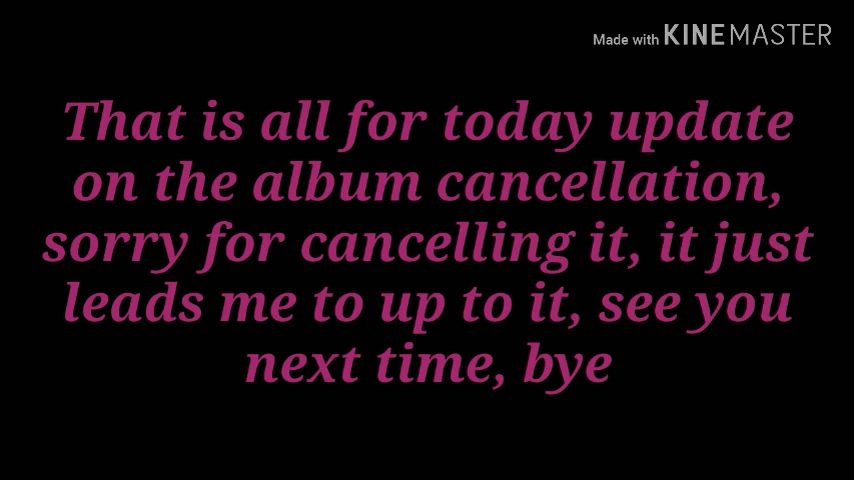 Made with KINEMASTER
That is all for today update
on the album cancellation,
sorry for cancelling it, it just
leads me to up to it, see you
next time, bye